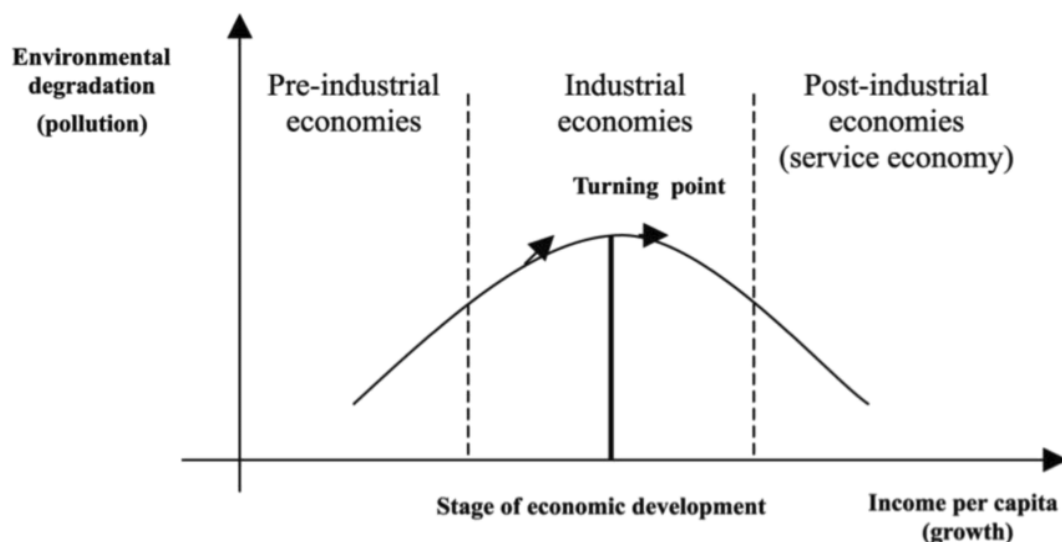 Environmental
degradation
(pollution)
Pre-industrial
economies
Industrial
economies
Post-industrial
economies
(service economy)
Turning point
Stage of economic development
Income per capita
(growth)